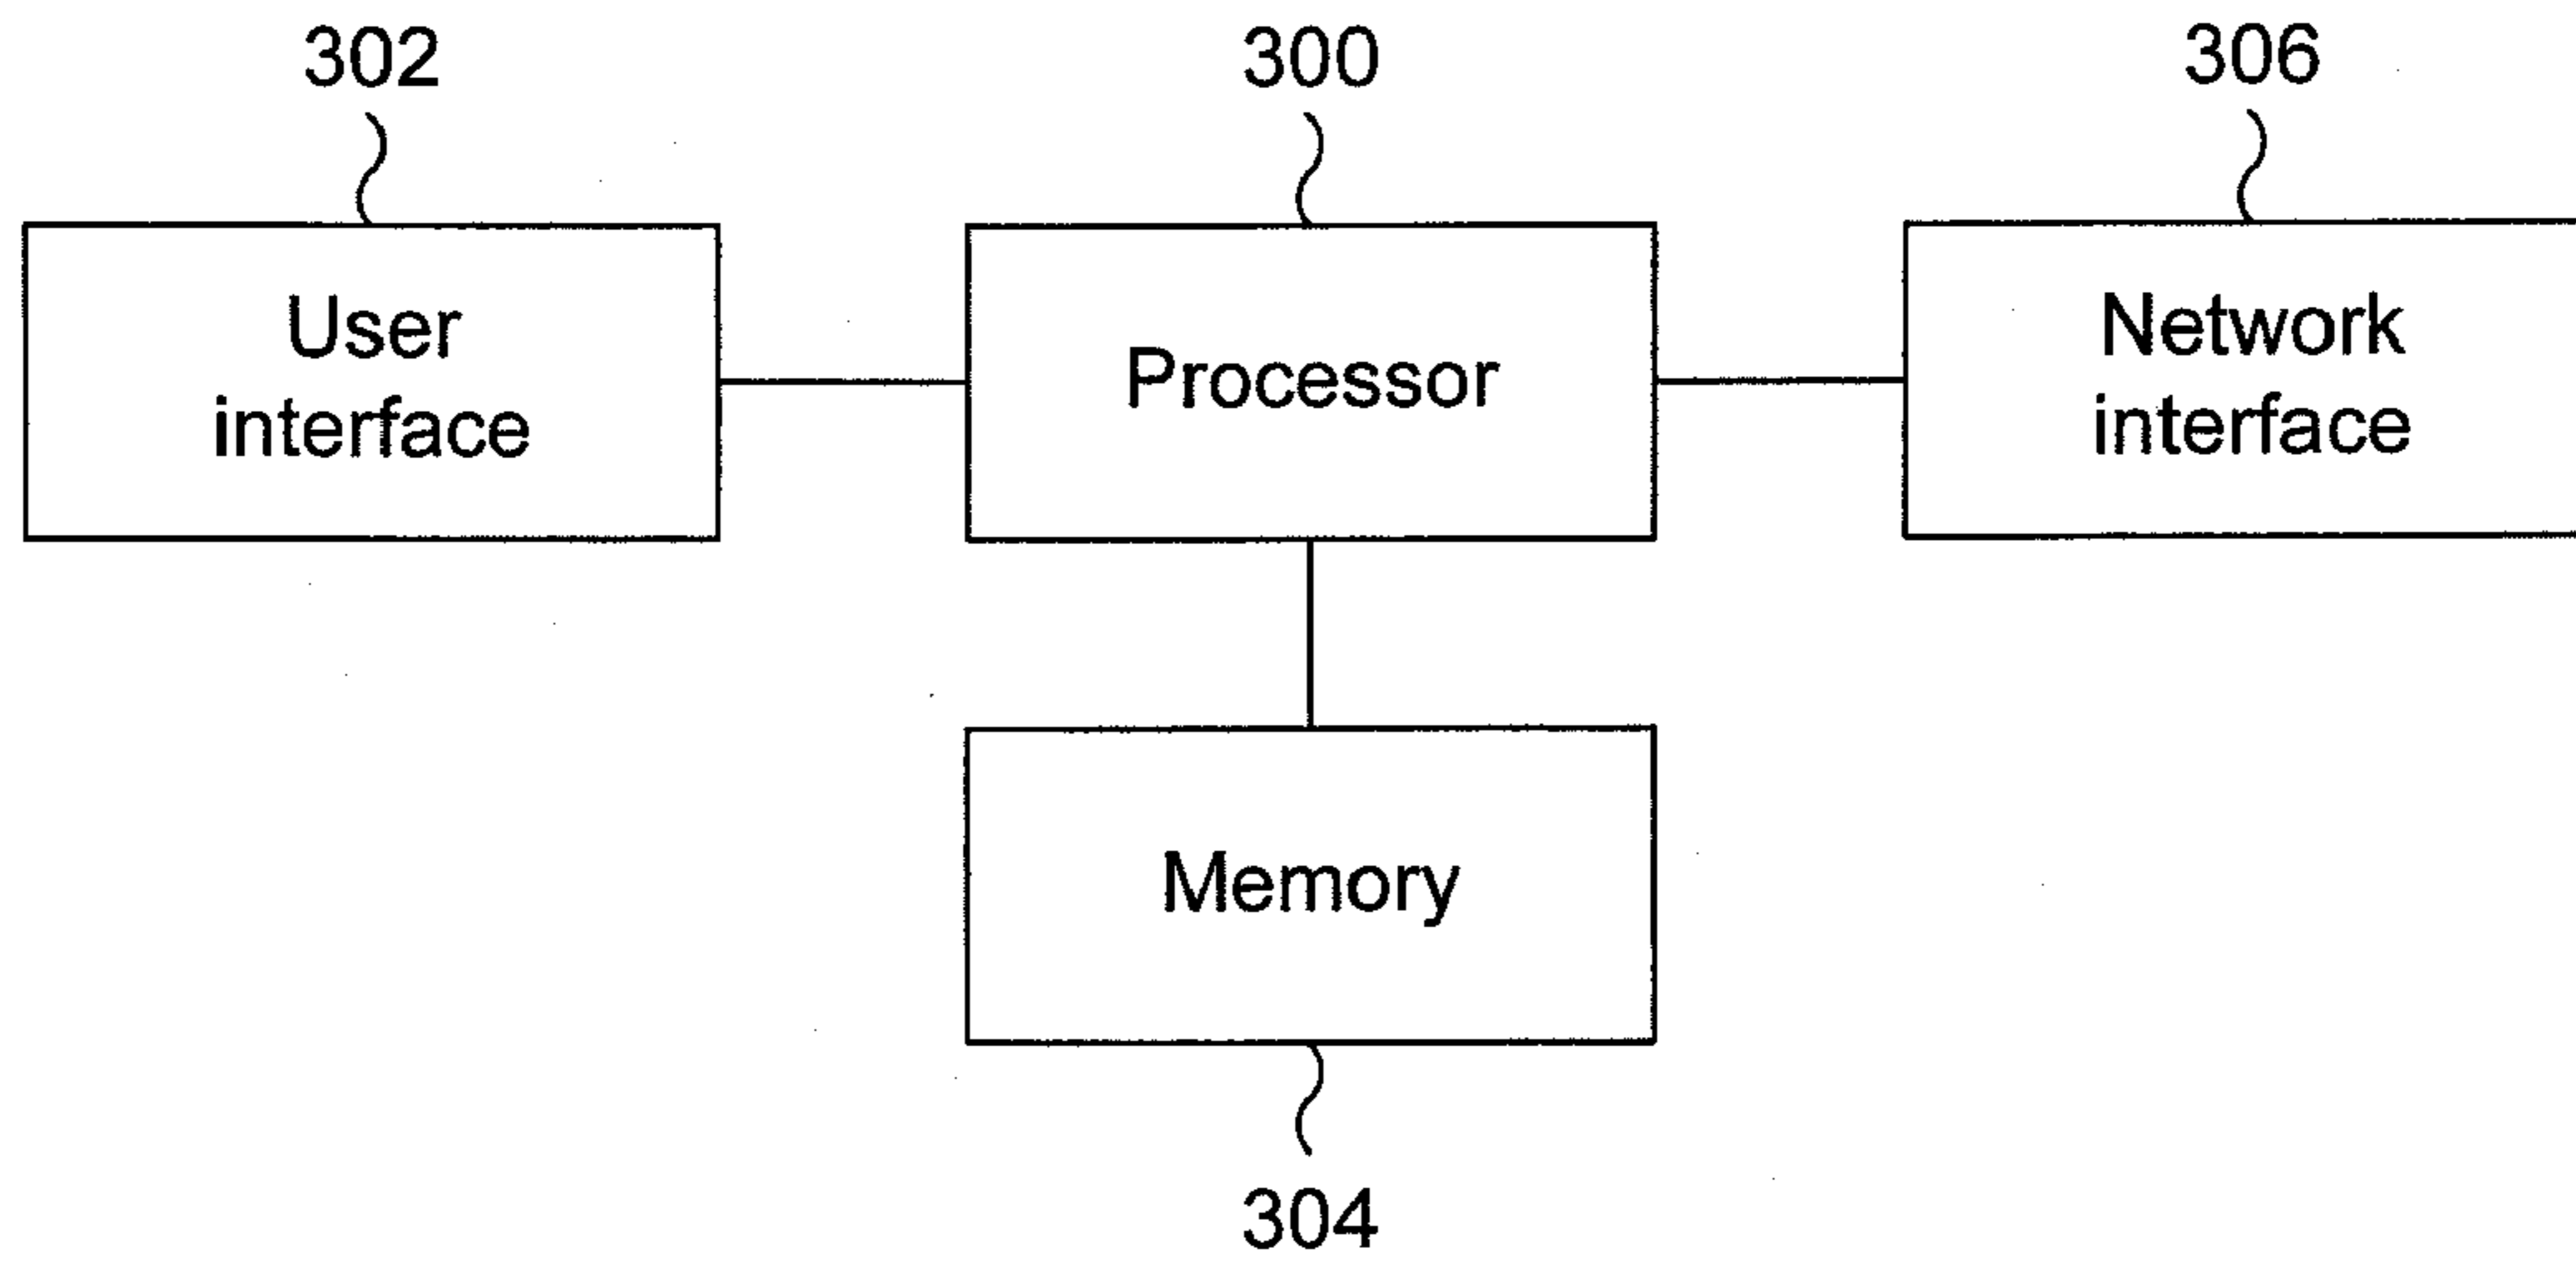 302
300
306
User
interface
Processor
Network
interface
Memory
304